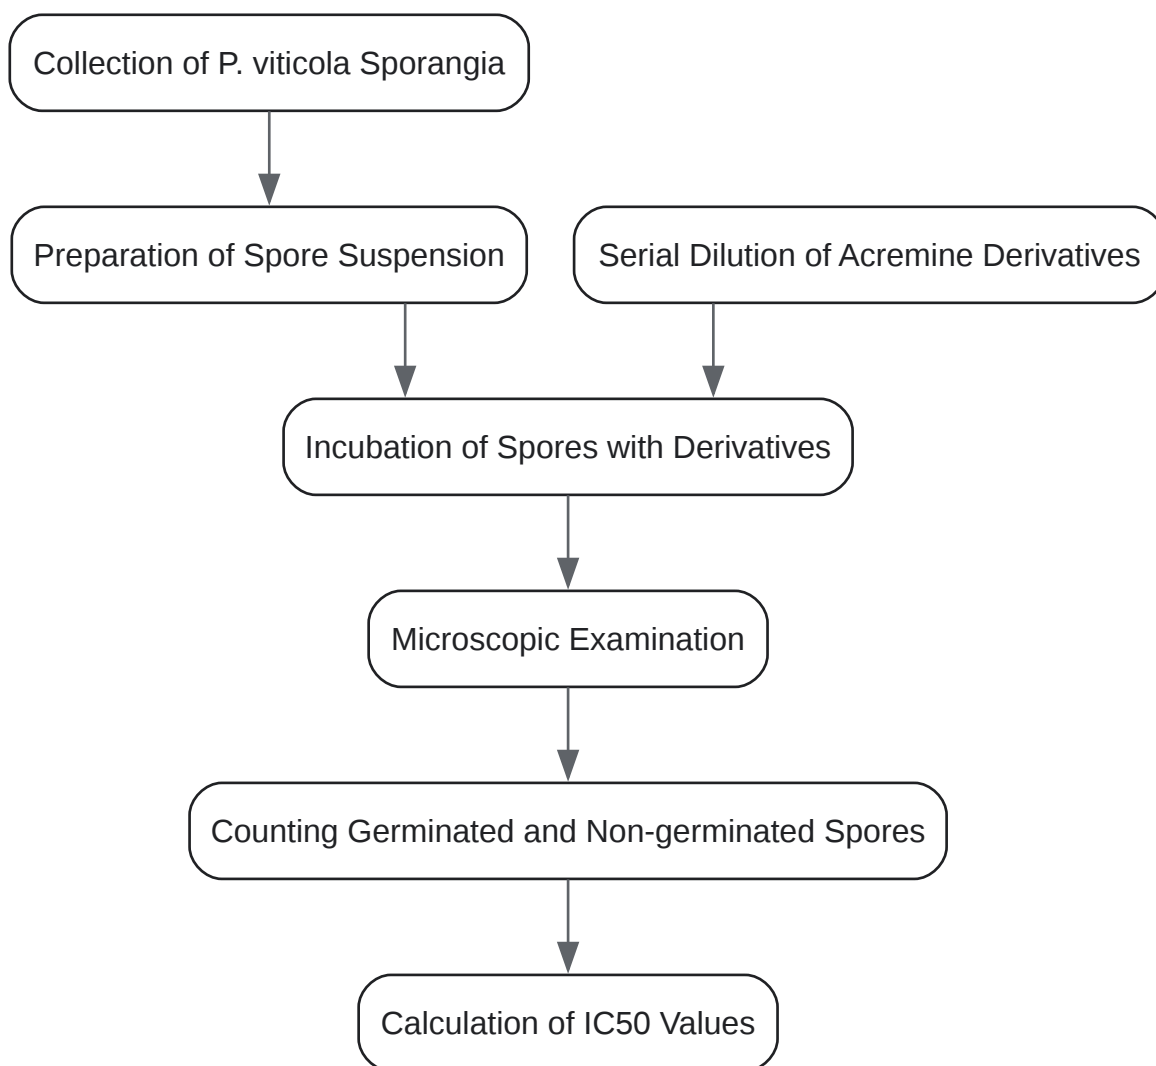 Collection of P. viticola Sporangia
Preparation of Spore Suspension
Serial Dilution of Acremine Derivatives
Incubation of Spores with Derivatives
Microscopic Examination
Counting Germinated and Non-germinated Spores
Calculation of IC50 Values